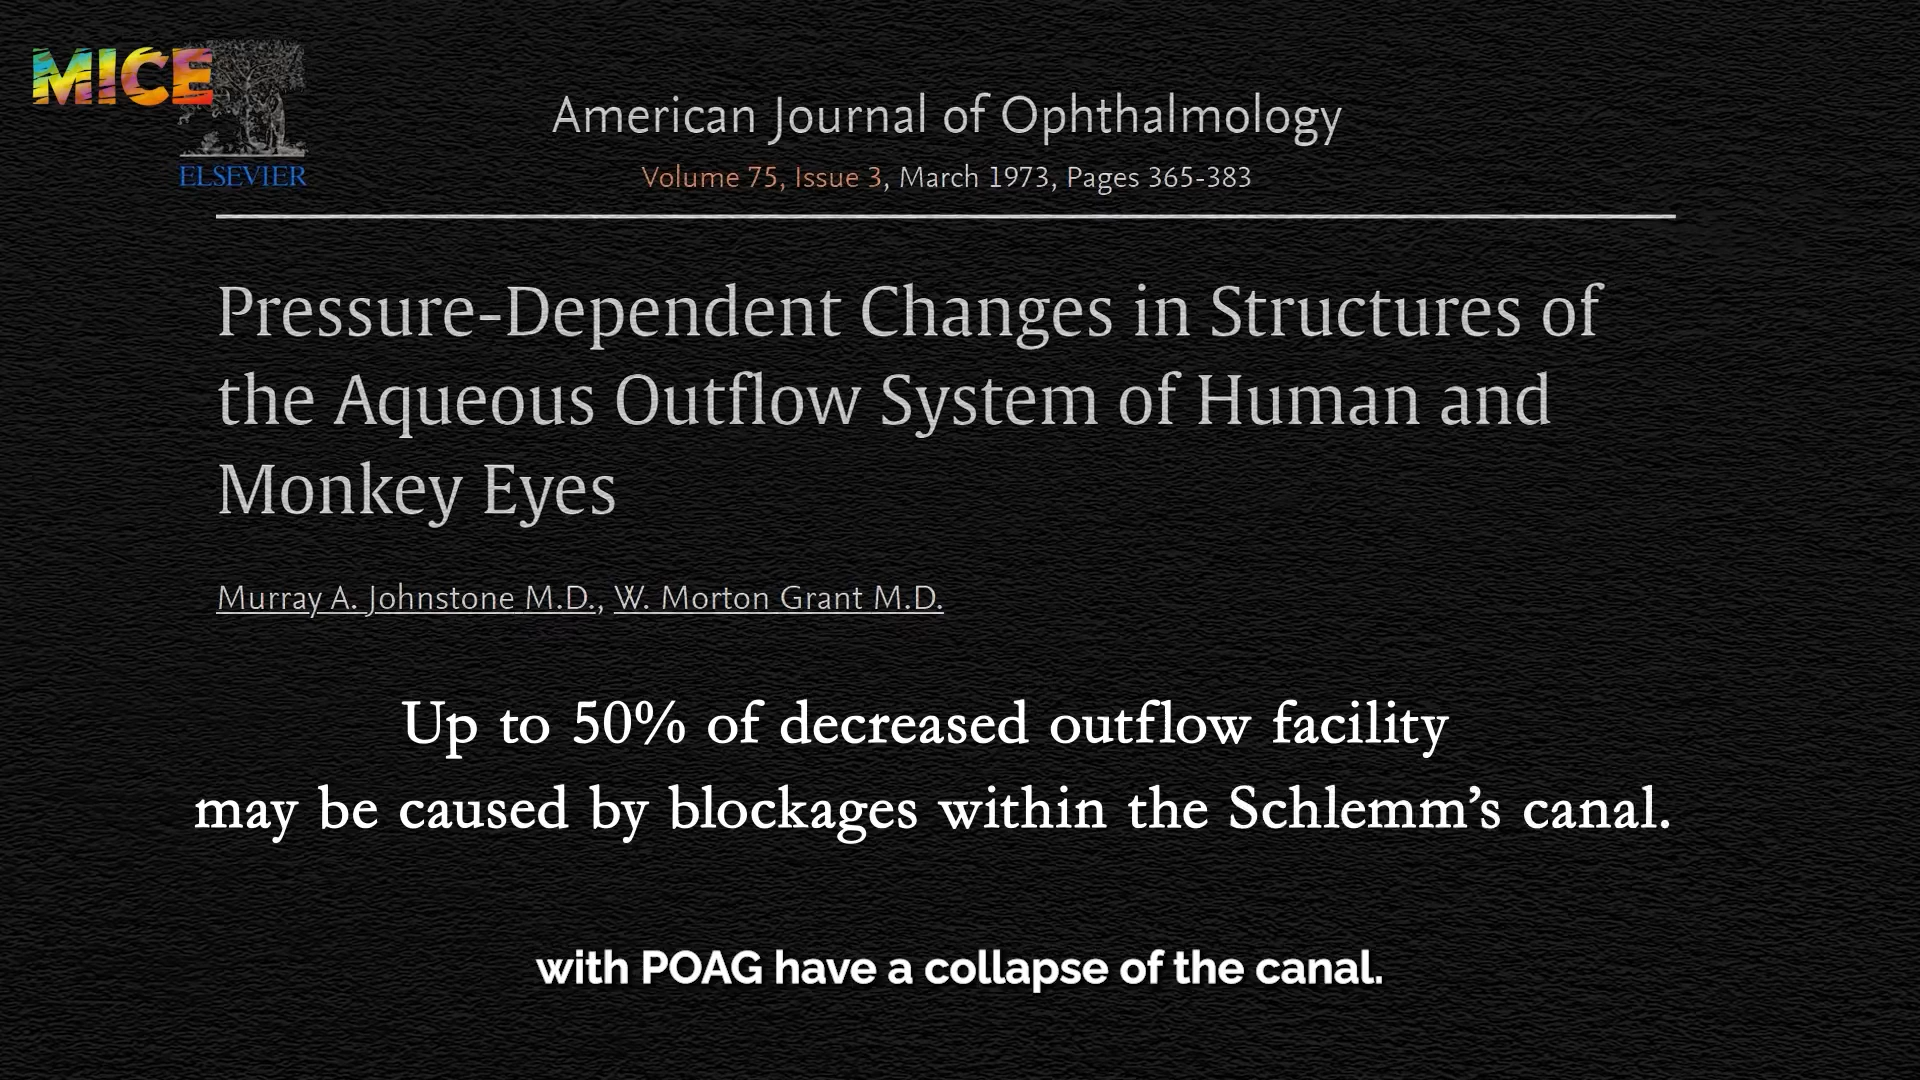 MICE
ELSEVIER
American Journal of Ophthalmology
Volume 75, Issue 3, March 1973, Pages 365-383
Pressure-Dependent Changes in Structures of
the Aqueous Outflow System of Human and
Monkey Eyes
Murray A. Johnstone M.D., W. Morton Grant M.D.
Up to 50% of decreased outflow facility
may be caused by blockages within the Schlemm’s canal.
with POAG have a collapse of the canal.